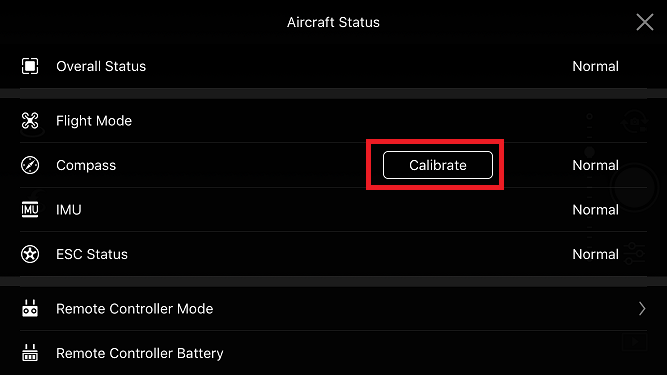 Aircraft Status
Overall Status Normal
Flight Mode
Compass Calibrate Normal
IMU IMU Normal
ESC Status Normal
Remote Controller Mode
Remote Controller Battery